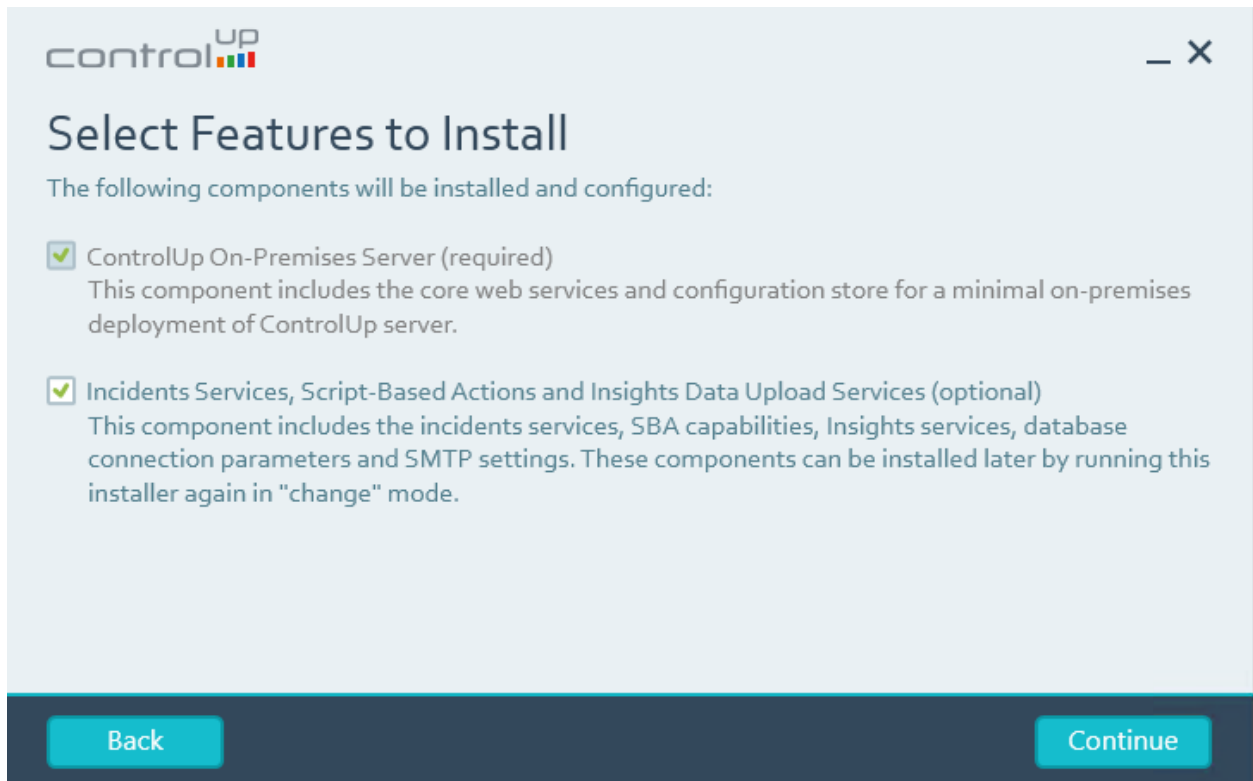 controlup
Select Features to Install
The following components will be installed and configured:
ControlUp On-Premises Server (required)
This component includes the core web services and configuration store for a minimal on-premises
deployment of ControlUp server.
Incidents Services, Script-Based Actions and Insights Data Upload Services (optional)
This component includes the incidents services, SBA capabilities, Insights services, database
connection parameters and SMTP settings. These components can be installed later by running this
installer again in "change" mode.
Back
Continue